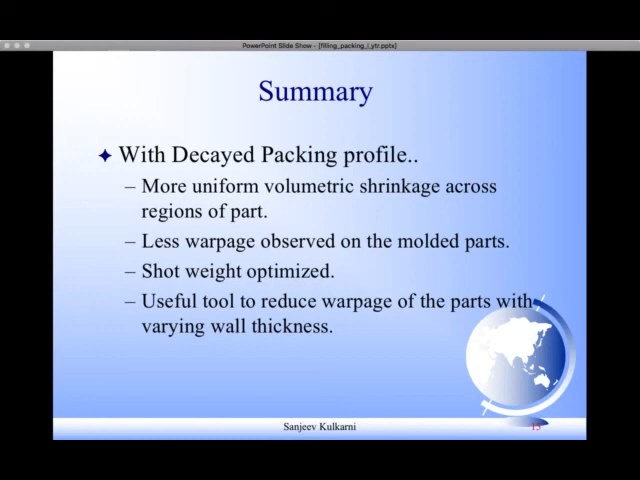 PowerPoint Slide Show - [filling_packing_i_ytr.pptx]
Summary
✦ With Decayed Packing profile..
– More uniform volumetric shrinkage across
regions of part.
– Less warpage observed on the molded parts.
– Shot weight optimized.
– Useful tool to reduce warpage of the parts with
varying wall thickness.
Sanjeev Kulkarni
15